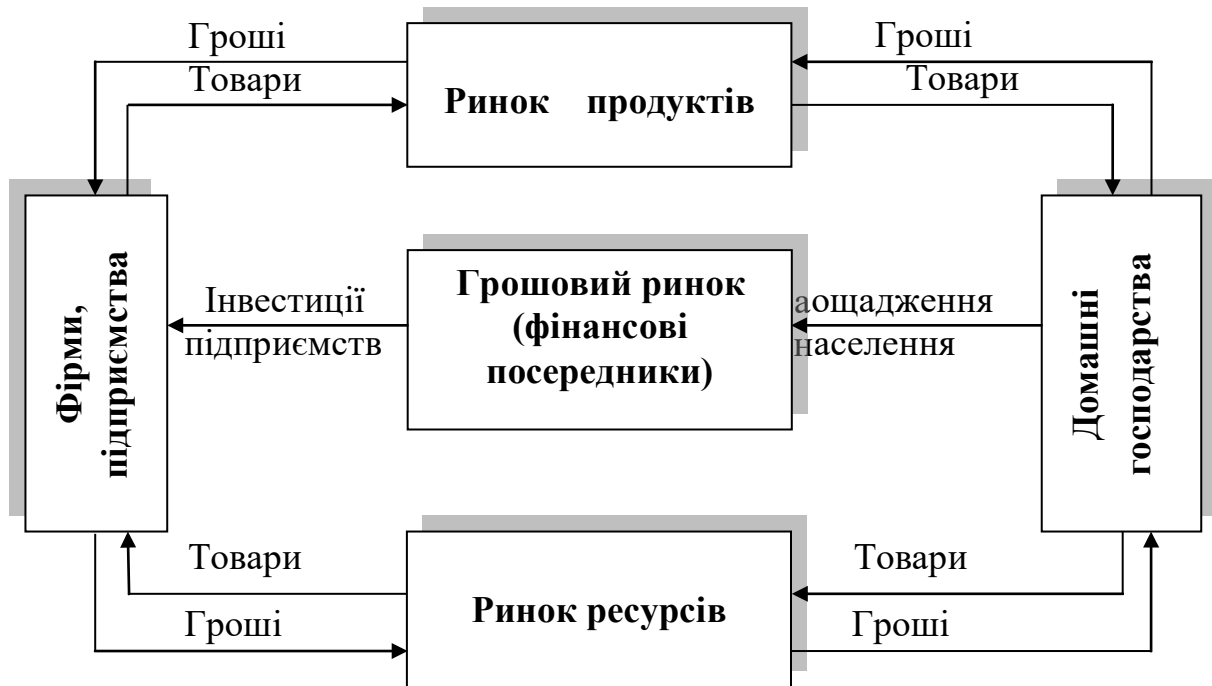 Гроші
Товари
Ринок продуктів
Гроші
Товари
Фірми,
підприємства
Інвестиції
підприємств
Грошовий ринок
(фінансові
посередники)
аощадження
населення
Домашні
господарства
Товари
Гроші
Ринок ресурсів
Товари
Гроші